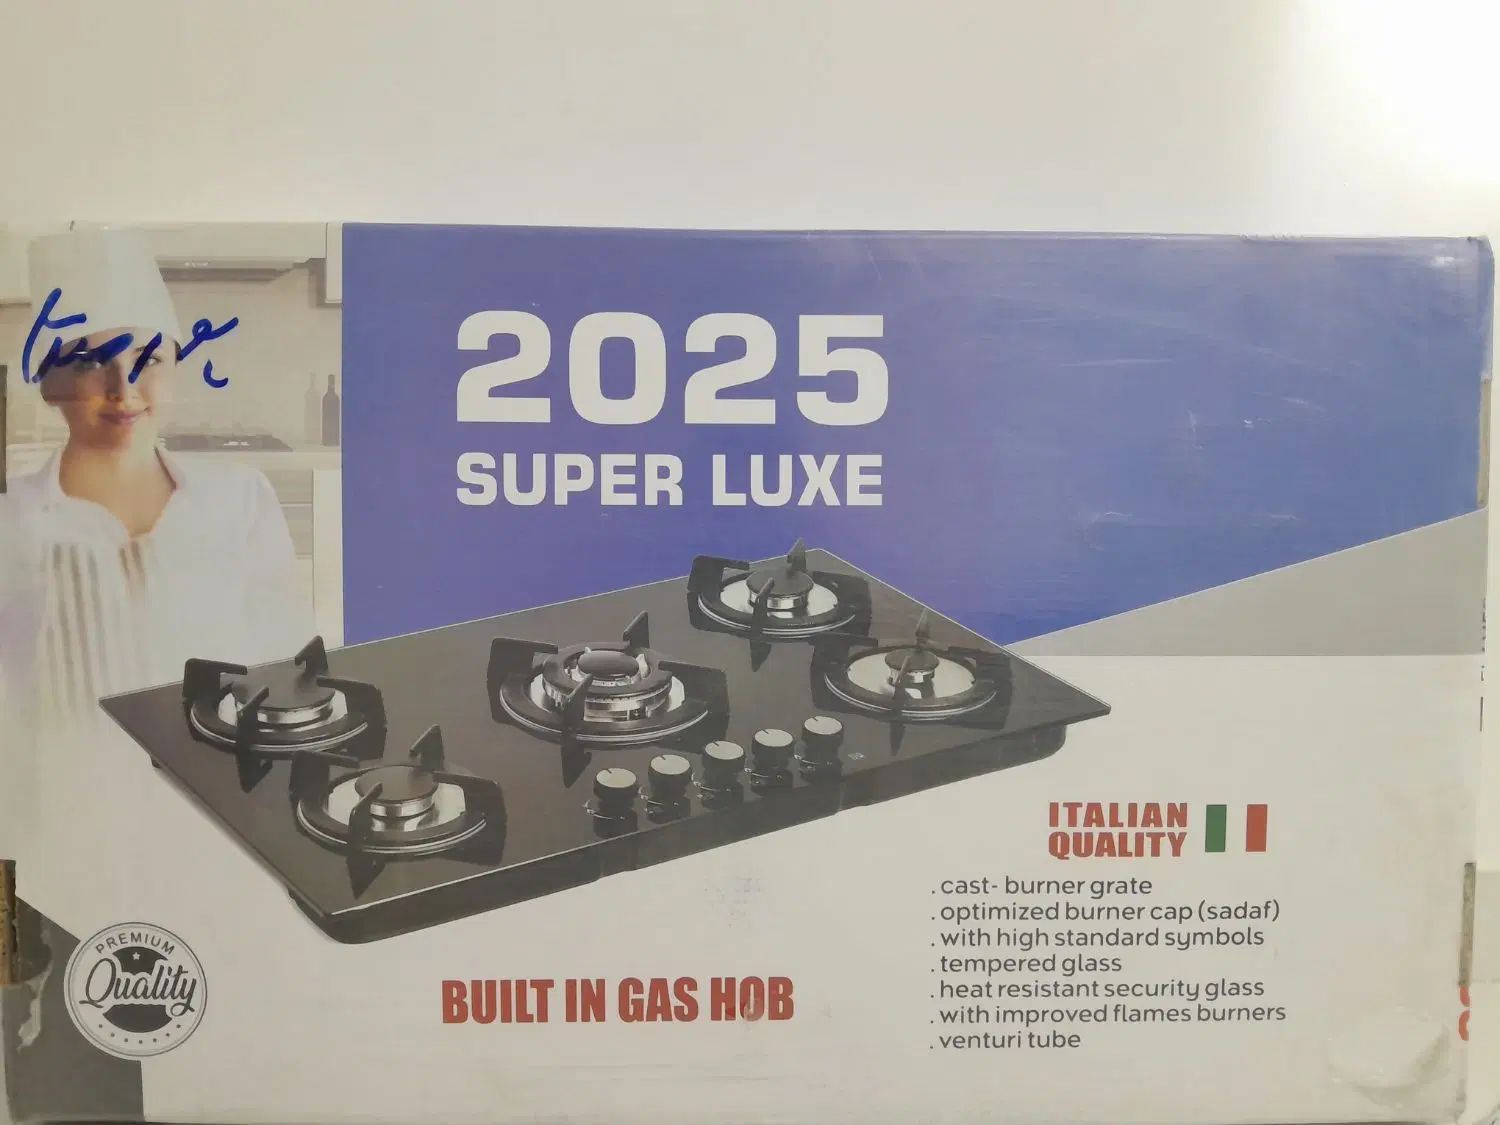 2025
SUPER LUXE
ITALIAN
QUALITY
. cast- burner grate
. optimized burner cap (sadaf)
. with high standard symbols
. tempered glass
. heat resistant security glass
. with improved flames burners
. venturi tube
BUILT IN GAS HOB
PREMIUM
Quality